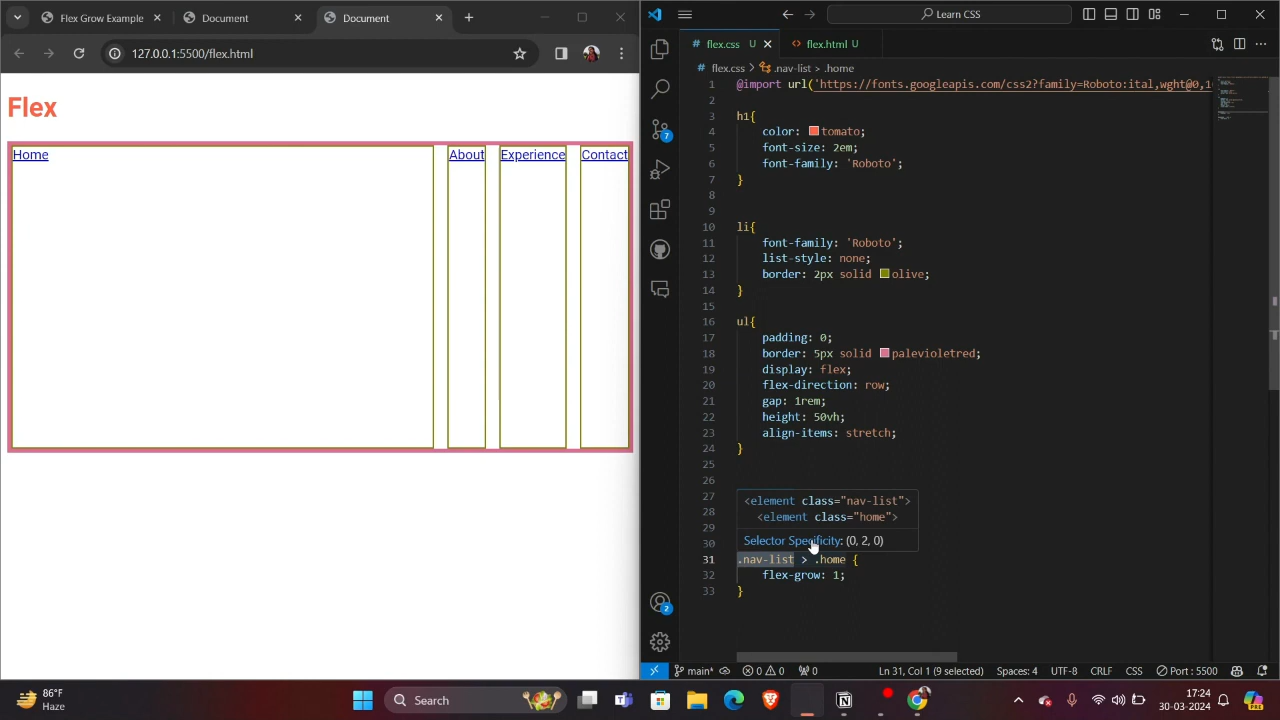 Flex Grow Example
Document
Document
127.0.0.1:5500/flex.html
Flex
Home
About
Experience
Contact
Learn CSS
# flex.css U
<> flex.html U
# flex.css > .nav-list > .home
1 @import url('https://fonts.googleapis.com/css2?family=Roboto:ital,wght@0,1
2
3 h1{
4 color: tomato;
5 font-size: 2em;
6 font-family: 'Roboto';
7 }
8
9
10 li{
11 font-family: 'Roboto';
12 list-style: none;
13 border: 2px solid olive;
14 }
15
16 ul{
17 padding: 0;
18 border: 5px solid palevioletred;
19 display: flex;
20 flex-direction: row;
21 gap: 1rem;
22 height: 50vh;
23 align-items: stretch;
24 }
25
26
27
<element class="nav-list">
28
<element class="home">
29
Selector Specificity: (0, 2, 0)
30
31 .nav-list > .home {
32 flex-grow: 1;
33 }
7
2
main*
0 0
0
Ln 31, Col 1 (9 selected)
Spaces: 4
UTF-8
CRLF
CSS
Port : 5500
86°F
Haze
Search
17:24
30-03-2024